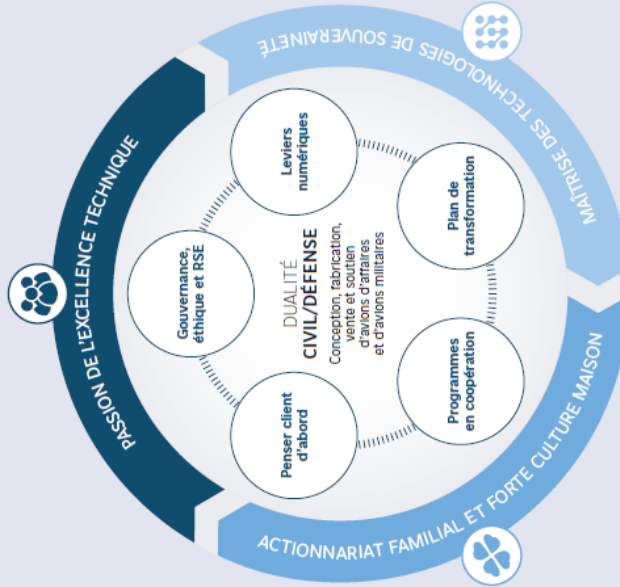 PASSION DE L'EXCELLENCE TECHNIQUE
MAÎTRISE DES TECHNOLOGIES DE SOUVERAINETÉ
ACTIONNARIAT FAMILIAL ET FORTE CULTURE MAISON
Gouvernance,
éthique et RSE
Leviers
numériques
Plan de
transformation
Programmes
en coopération
Penser client
d'abord
DUALITÉ
CIVIL/DÉFENSE
Conception, fabrication,
vente et soutien
d'avions d'affaires
et d'avions militaires